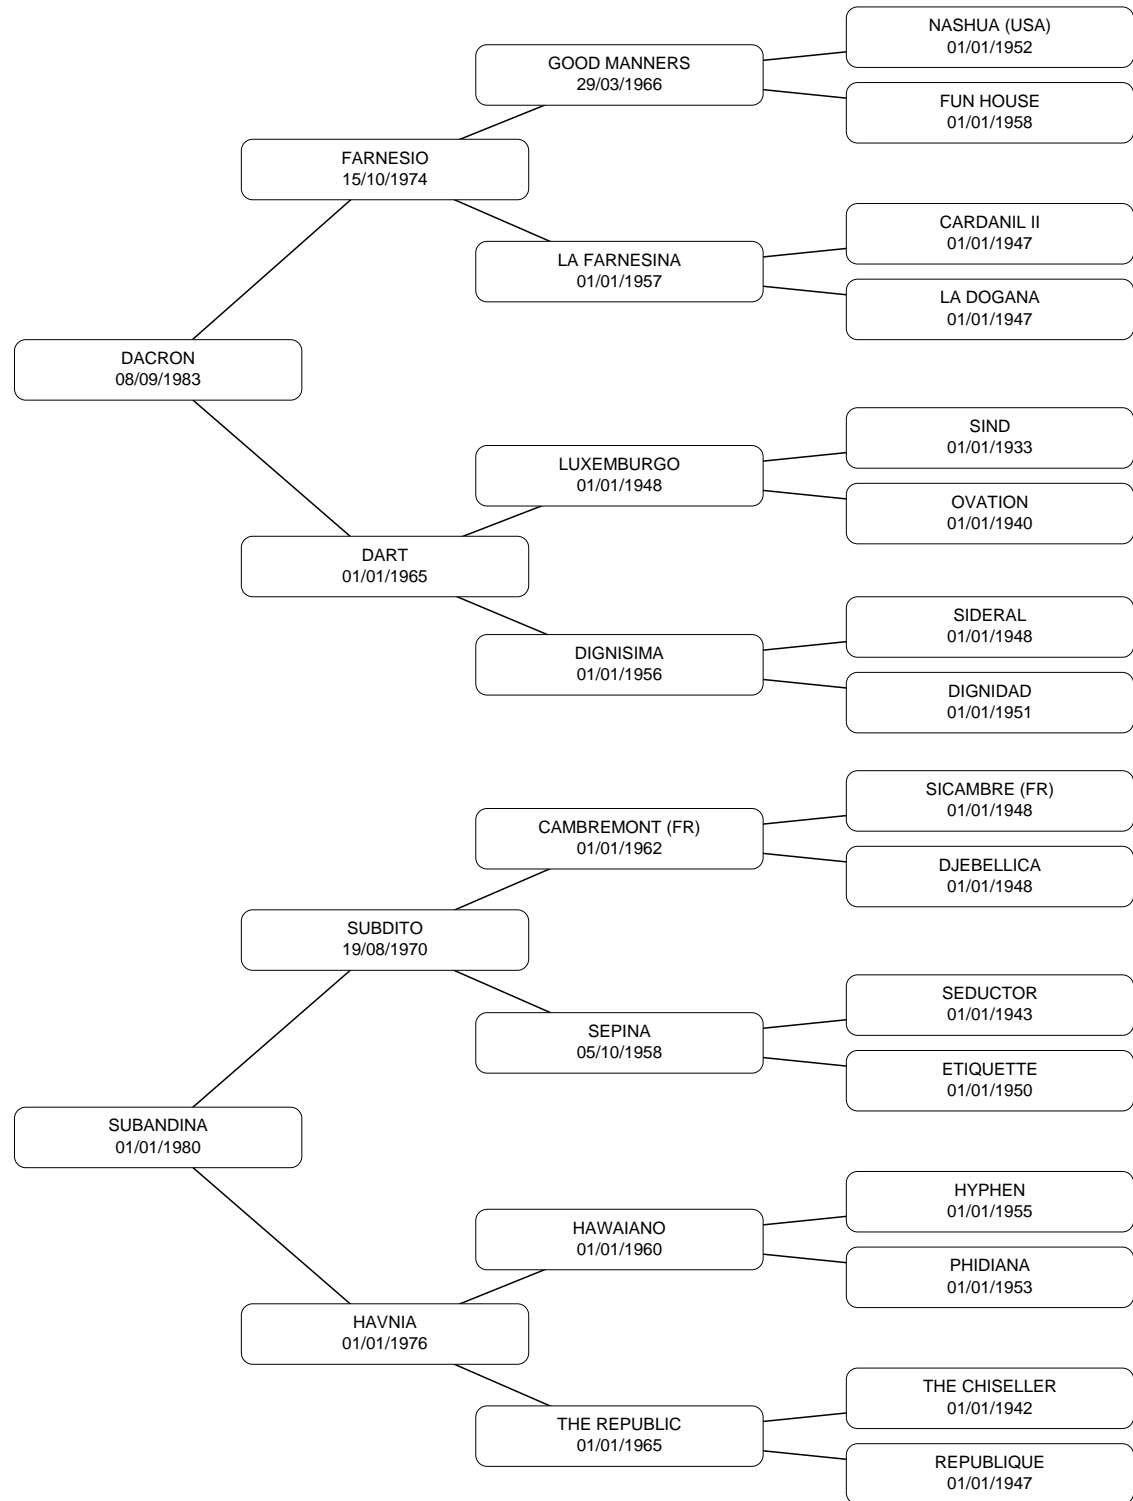 NASHUA (USA)
01/01/1952
GOOD MANNERS
29/03/1966
FUN HOUSE
01/01/1958
FARNESIO
15/10/1974
CARDANIL II
01/01/1947
LA FARNESINA
01/01/1957
LA DOGANA
01/01/1947
DACRON
08/09/1983
SIND
01/01/1933
LUXEMBURGO
01/01/1948
OVATION
01/01/1940
DART
01/01/1965
SIDERAL
01/01/1948
DIGNISIMA
01/01/1956
DIGNIDAD
01/01/1951
SICAMBRE (FR)
01/01/1948
CAMBREMONT (FR)
01/01/1962
DJEBELLICA
01/01/1948
SUBDITO
19/08/1970
SEDUCTOR
01/01/1943
SEPINA
05/10/1958
ETIQUETTE
01/01/1950
SUBANDINA
01/01/1980
HYPHEN
01/01/1955
HAWAIANO
01/01/1960
PHIDIANA
01/01/1953
HAVNIA
01/01/1976
THE CHISELLER
01/01/1942
THE REPUBLIC
01/01/1965
REPUBLIQUE
01/01/1947